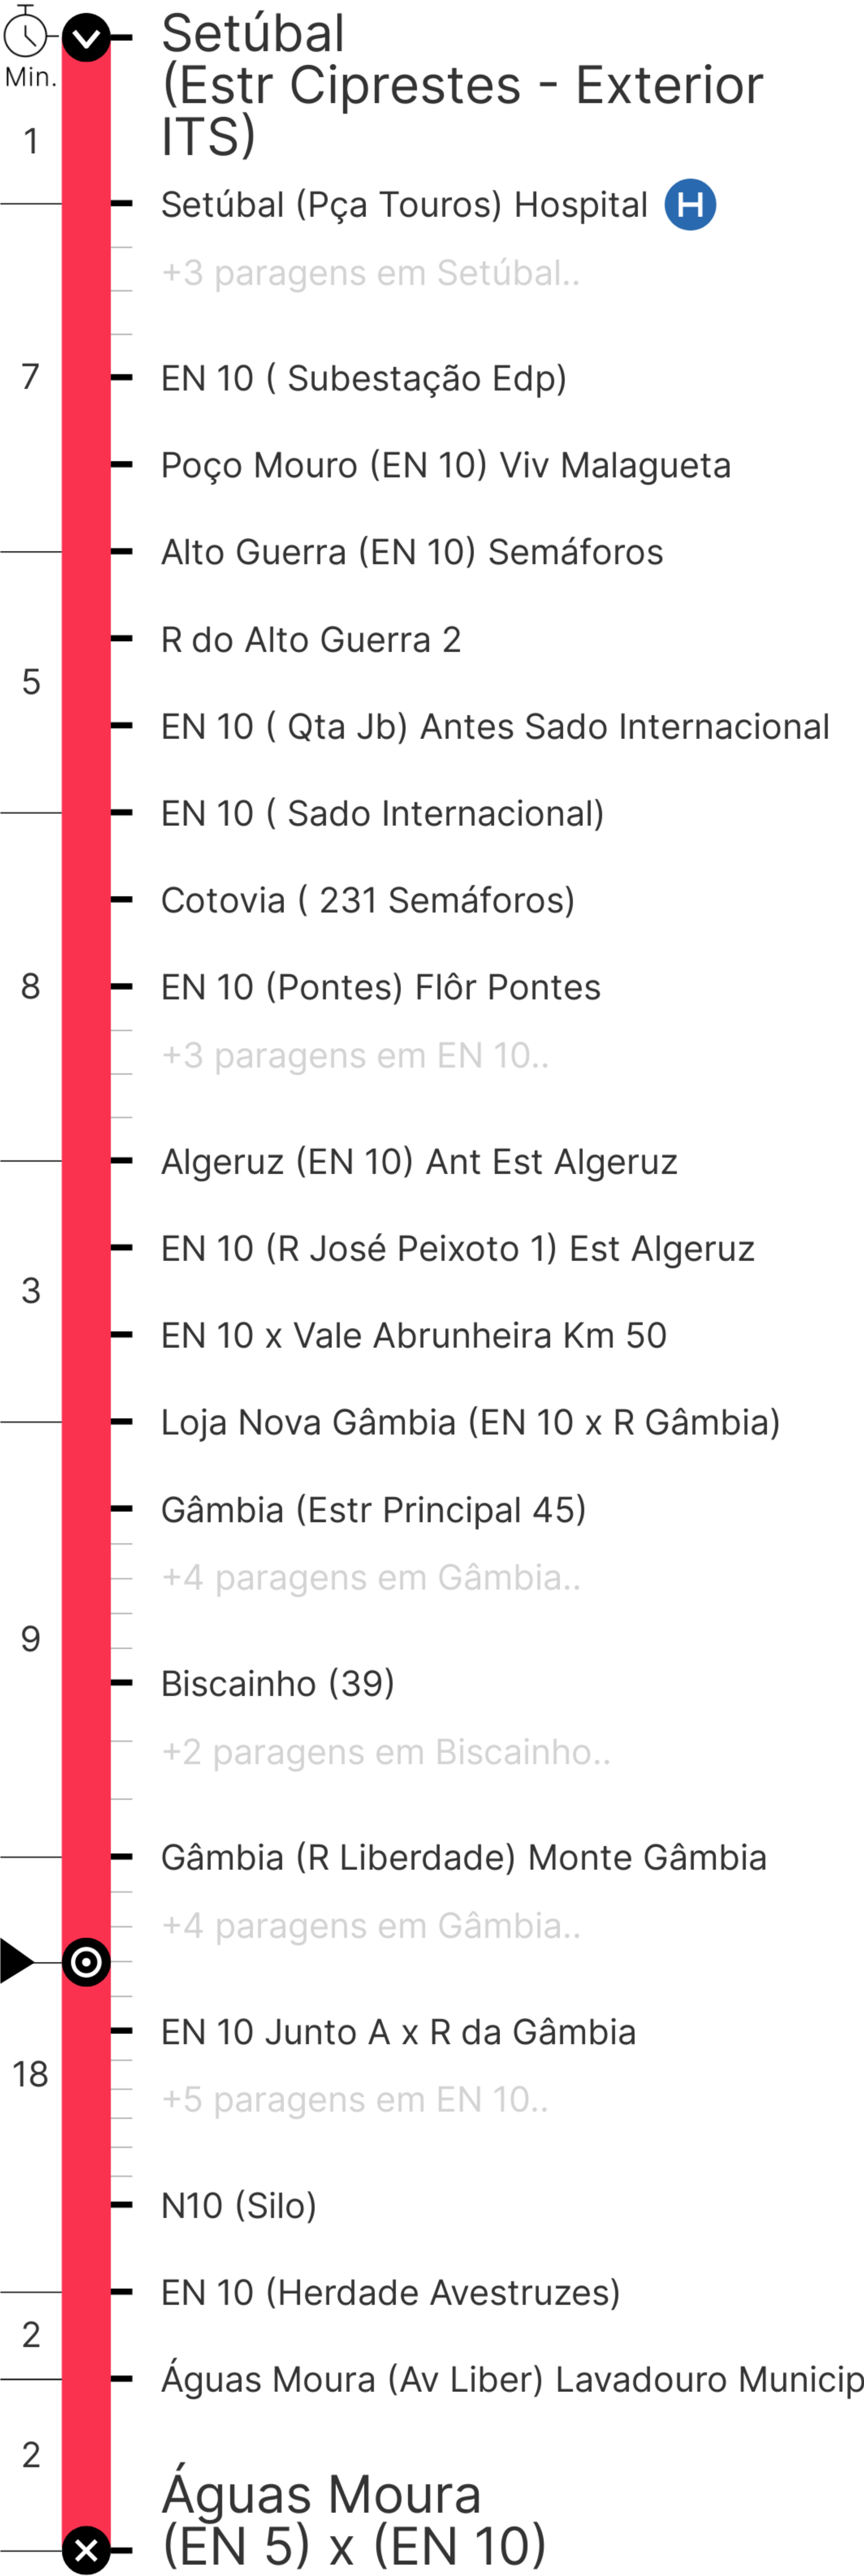 Setúbal
(Estr Ciprestes - Exterior
ITS)
Min.
1
Setúbal (Pça Touros) Hospital H
+3 paragens em Setúbal..
7
EN 10 ( Subestação Edp)
Poço Mouro (EN 10) Viv Malagueta
Alto Guerra (EN 10) Semáforos
R do Alto Guerra 2
5
EN 10 ( Qta Jb) Antes Sado Internacional
EN 10 ( Sado Internacional)
Cotovia ( 231 Semáforos)
8
EN 10 (Pontes) Flôr Pontes
+3 paragens em EN 10..
Algeruz (EN 10) Ant Est Algeruz
EN 10 (R José Peixoto 1) Est Algeruz
3
EN 10 x Vale Abrunheira Km 50
Loja Nova Gâmbia (EN 10 x R Gâmbia)
Gâmbia (Estr Principal 45)
+4 paragens em Gâmbia..
9
Biscainho (39)
+2 paragens em Biscainho..
Gâmbia (R Liberdade) Monte Gâmbia
+4 paragens em Gâmbia..
EN 10 Junto A x R da Gâmbia
18
+5 paragens em EN 10..
N10 (Silo)
EN 10 (Herdade Avestruzes)
2
Águas Moura (Av Liber) Lavadouro Municip
2
Águas Moura
(EN 5) x (EN 10)